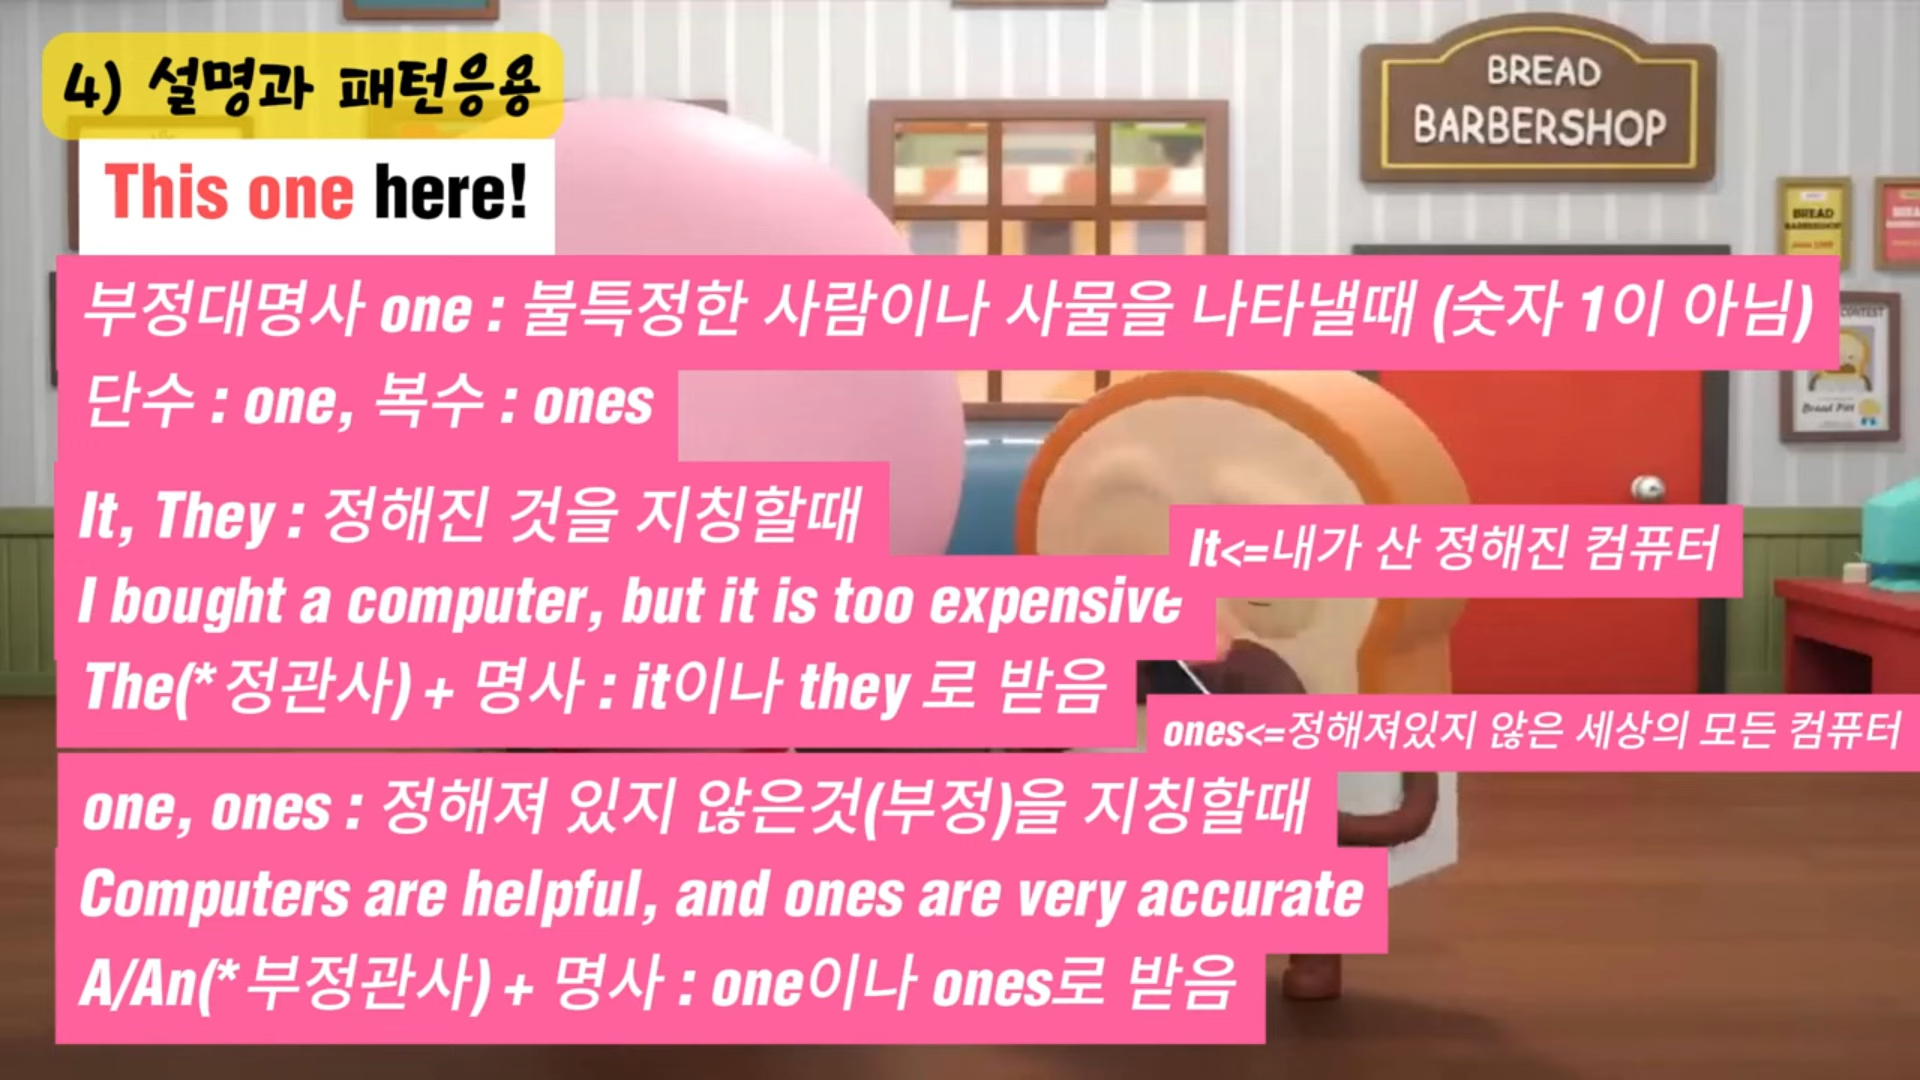 4) 설명과 패턴응용
This one here!
BREAD
BARBERSHOP
부정대명사 one : 불특정한 사람이나 사물을 나타낼때 (숫자 1이 아님)
단수 : one, 복수 : ones
It, They : 정해진 것을 지칭할때
It<=내가 산 정해진 컴퓨터
I bought a computer, but it is too expensive
The(*정관사) + 명사 : it이나 they 로 받음
ones<=정해져있지 않은 세상의 모든 컴퓨터
one, ones : 정해져 있지 않은것(부정)을 지칭할때
Computers are helpful, and ones are very accurate
A/An(*부정관사) + 명사 : one이나 ones로 받음
BREAD
CONTEST
Bread Pitt